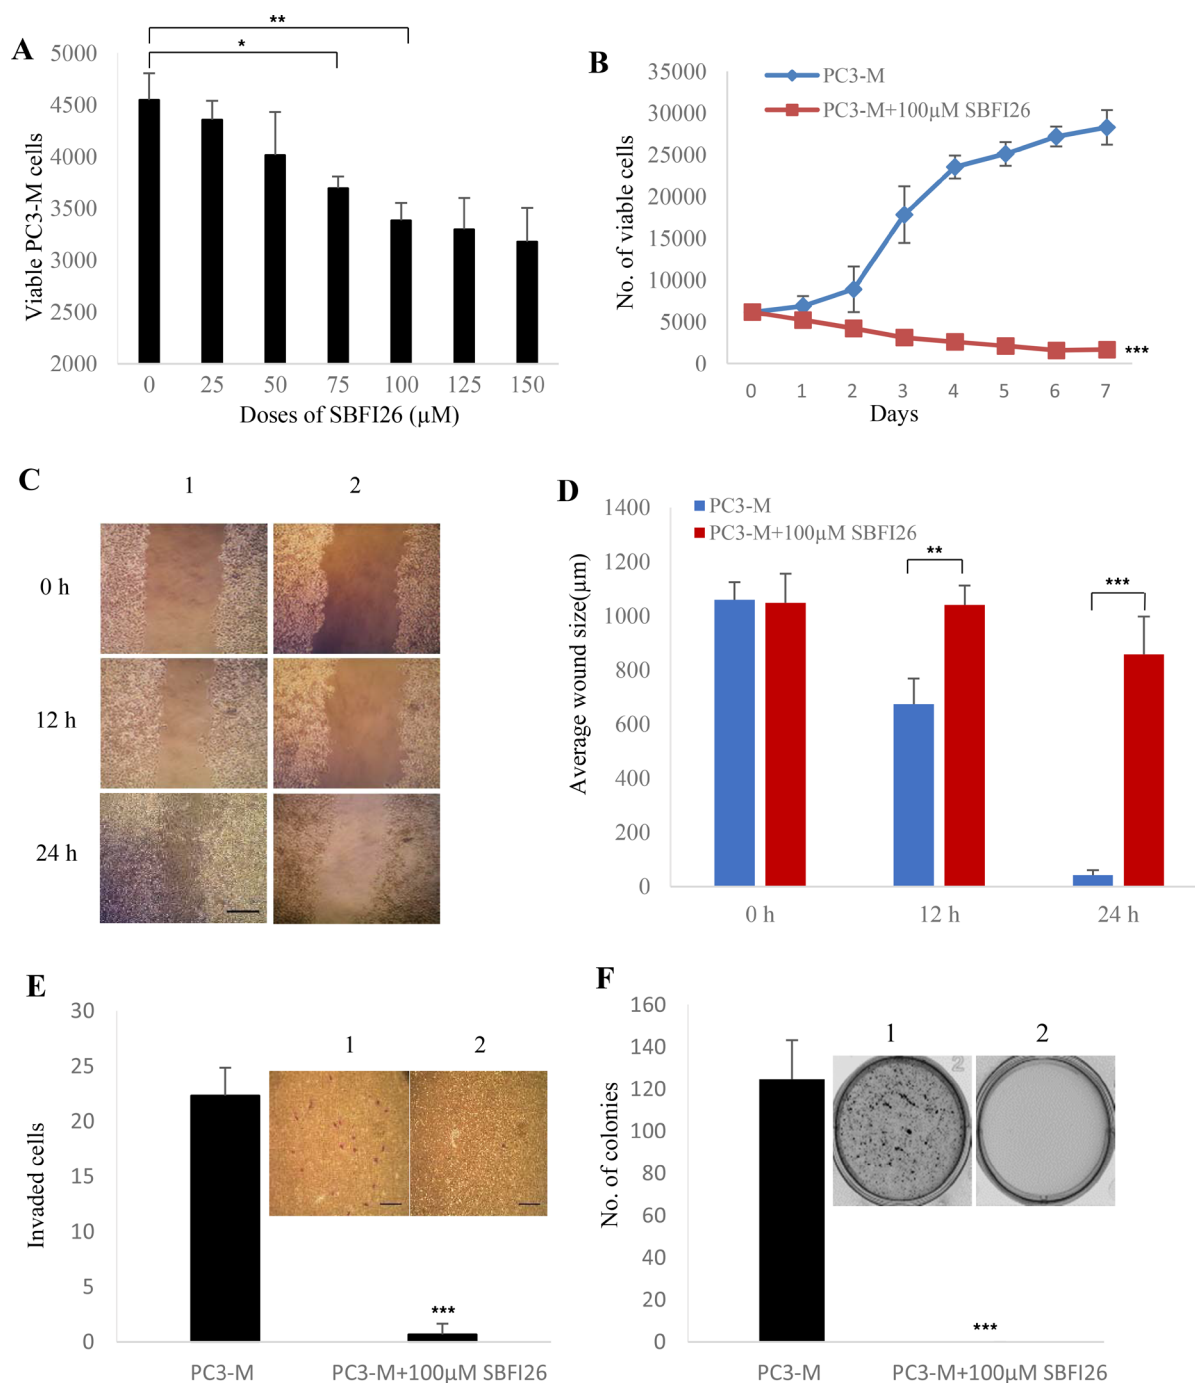 A
**
*
5000
4500
4000
3500
3000
2500
2000
Viable PC3-M cells
0 25 50 75 100 125 150
Doses of SBFI26 (µM)
B
PC3-M
PC3-M+100µM SBFI26
35000
30000
25000
20000
15000
10000
5000
0
No. of viable cells
***
0 1 2 3 4 5 6 7
Days
C
1 2
0 h
12 h
24 h
D
PC3-M
PC3-M+100µM SBFI26
1400
1200
1000
800
600
400
200
0
Average wound size(µm)
**
***
0 h 12 h 24 h
E
30
25
20
15
10
5
0
Invaded cells
1 2
***
PC3-M PC3-M+100µM SBFI26
F
160
140
120
100
80
60
40
20
0
No. of colonies
1 2
2
***
PC3-M PC3-M+100µM SBFI26